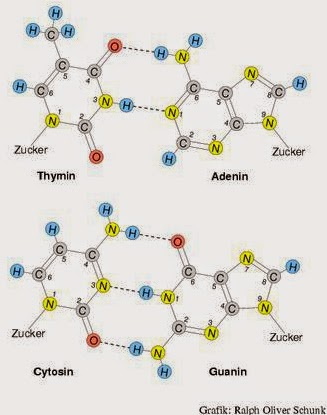 H H
C H
O H N H
H C 6 C 5 C 4 C 6 C 5 N 7 C 8 H
N 3 H N 1 C 4 N 9
Zucker N 1 C 2 C 2 N 3 Zucker
O H
Thymin Adenin
H
H C 5 C 4 N H O
H C 6 N 3 H N 1 C 6 C 5 N 7 C 8 H
Zucker N 1 C 2 C 2 N 3 C 4 N 9 Zucker
O H N H
Cytosin Guanin
Grafik: Ralph Oliver Schunk